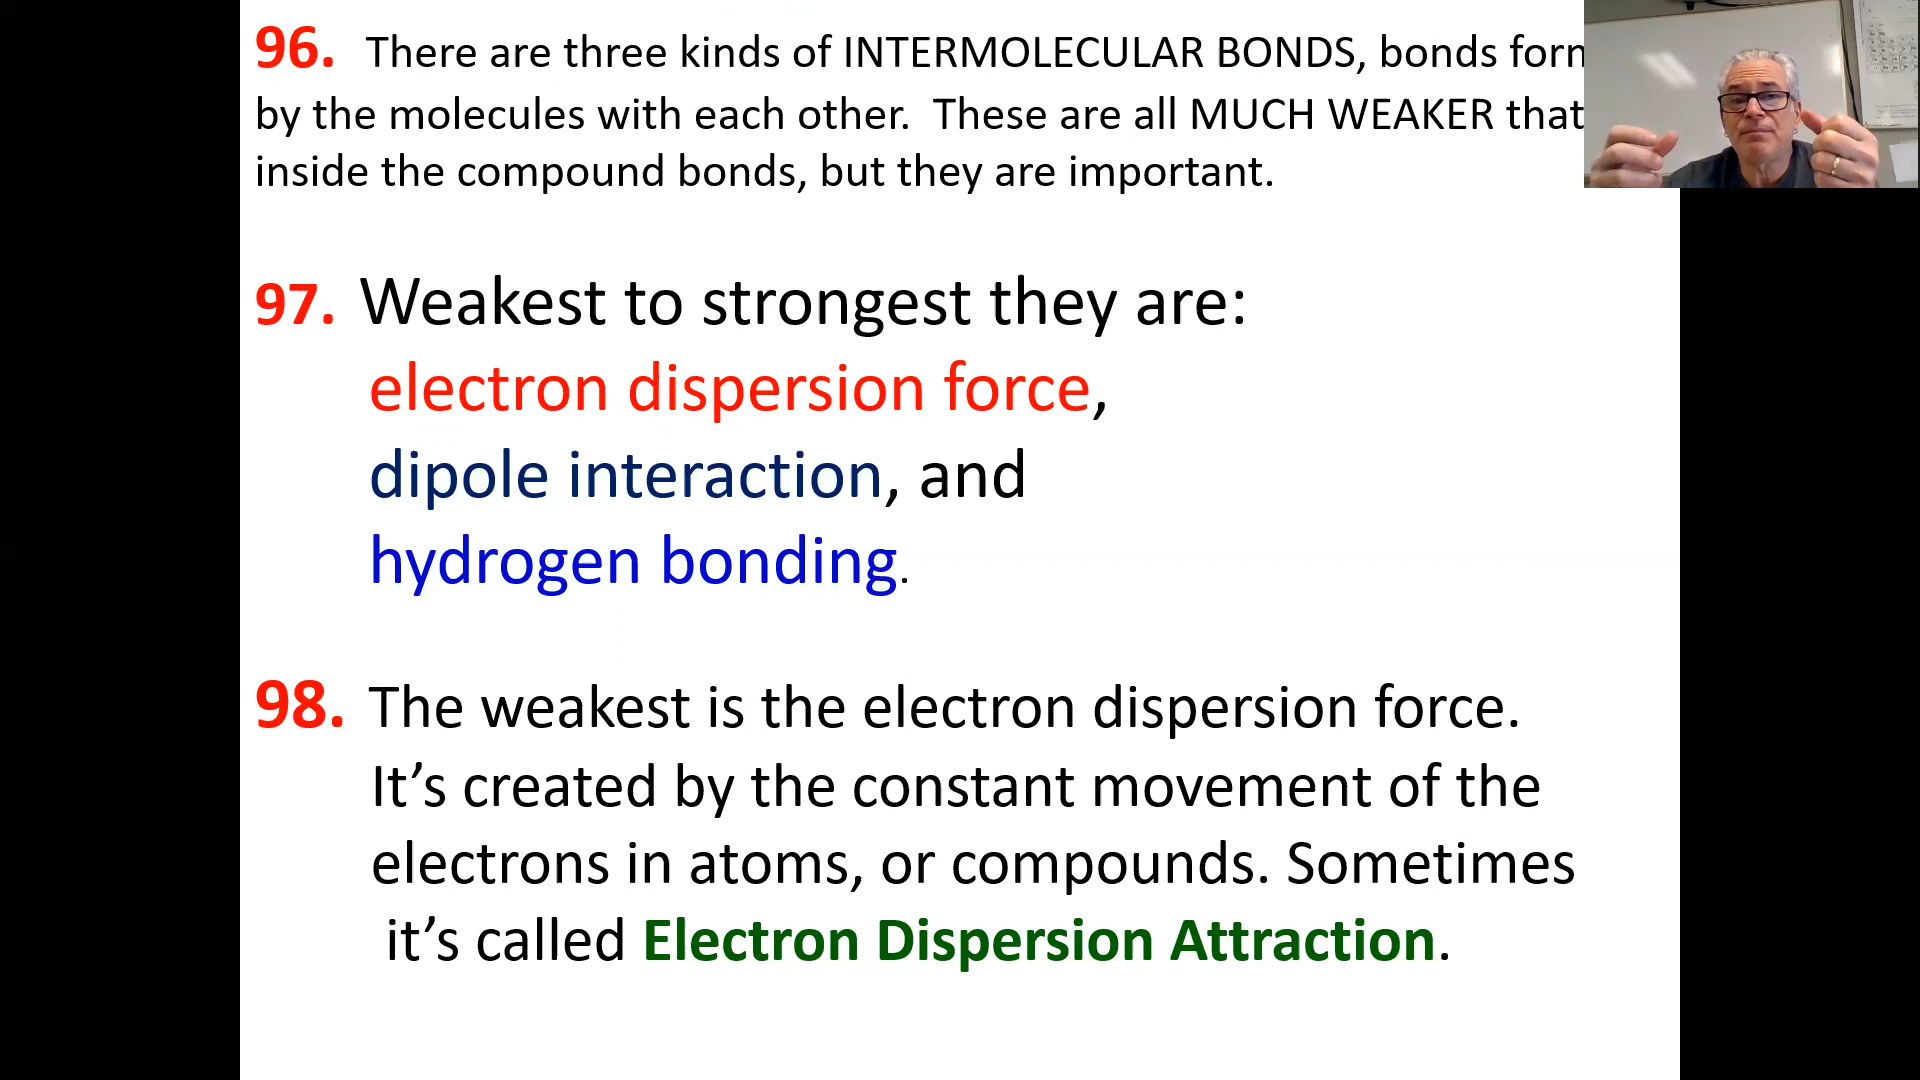 96. There are three kinds of INTERMOLECULAR BONDS, bonds
by the molecules with each other. These are all MUCH WEAKER that
inside the compound bonds, but they are important.
97. Weakest to strongest they are:
electron dispersion force,
dipole interaction, and
hydrogen bonding.
98. The weakest is the electron dispersion force.
It’s created by the constant movement of the
electrons in atoms, or compounds. Sometimes
it’s called Electron Dispersion Attraction.